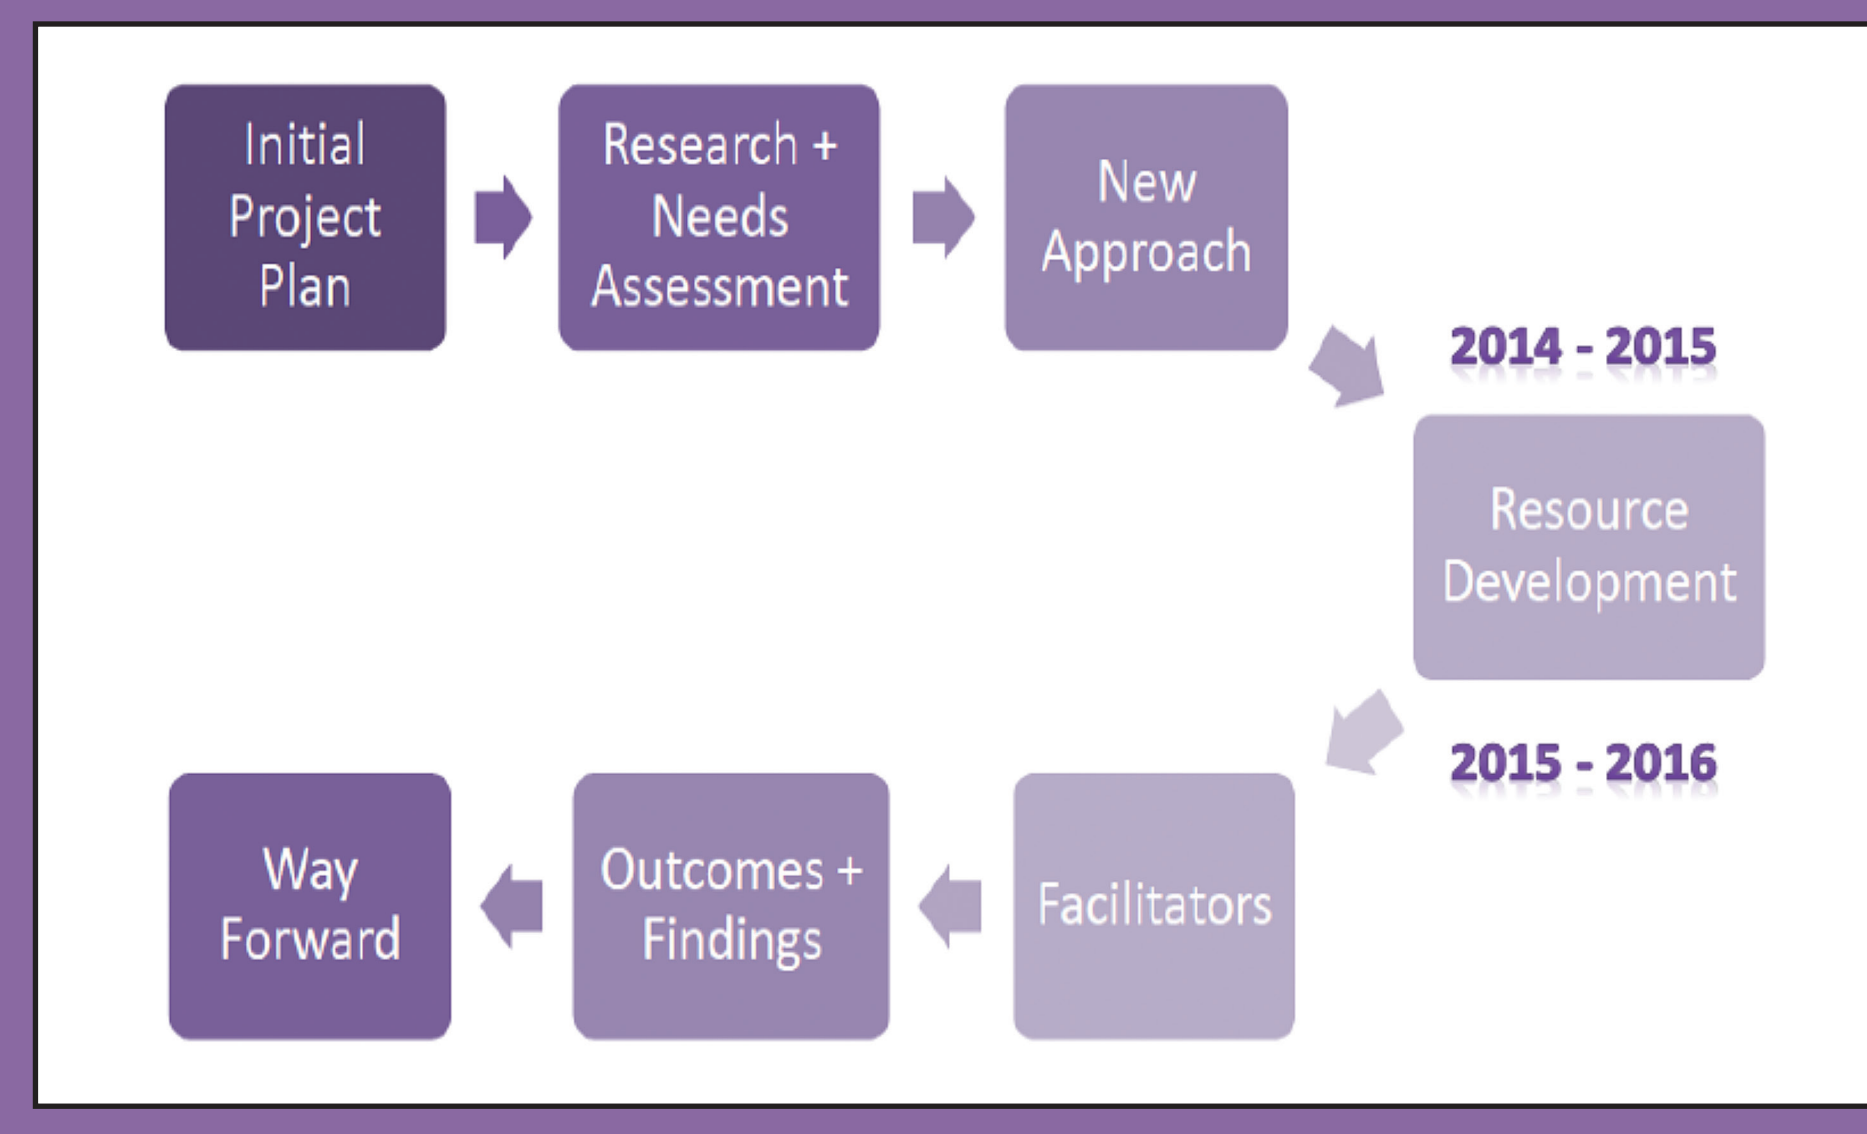 Initial
Project
Plan
Research +
Needs
Assessment
New
Approach
2014 - 2015
Resource
Development
2015 - 2016
Facilitators
Outcomes +
Findings
Way
Forward